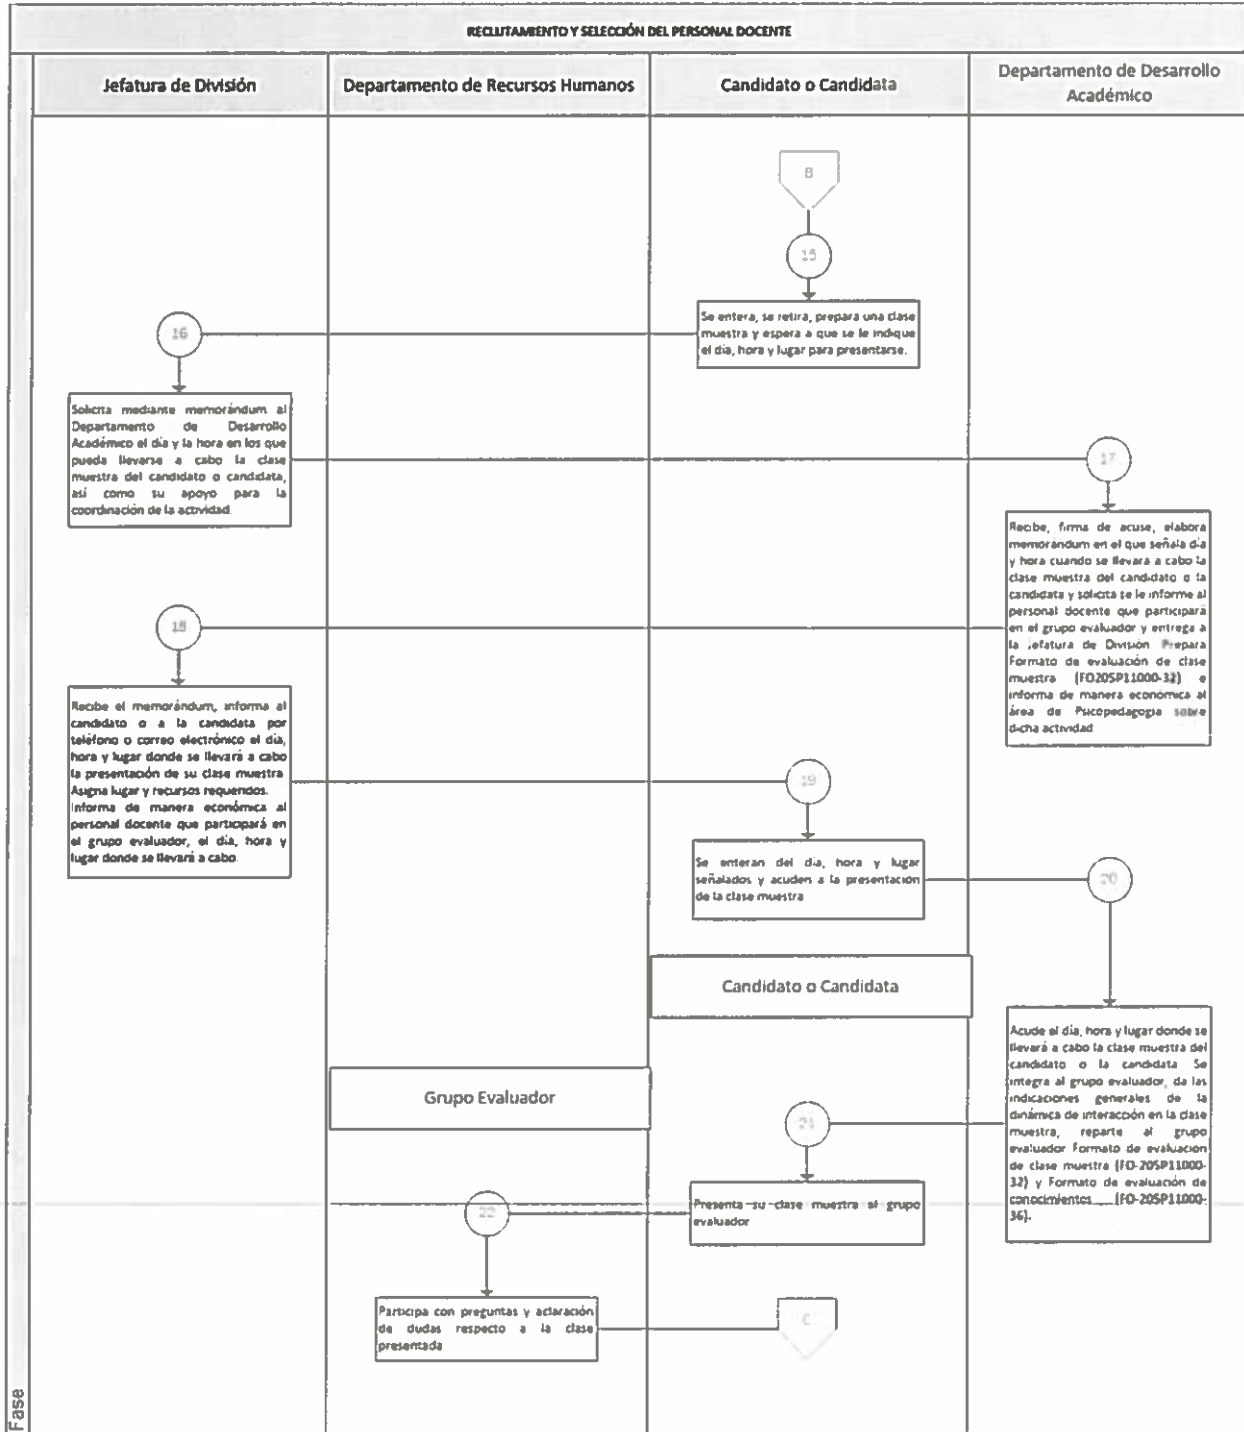 RECLUTAMIENTO Y SELECCIÓN DEL PERSONAL DOCENTE
Jefatura de División
Departamento de Recursos Humanos
Candidato o Candidata
Departamento de Desarrollo
Académico
B
15
Se entera, se retira, prepara una clase
muestra y espera a que se le indique
el día, hora y lugar para presentarse.
16
Solicita mediante memorándum al
Departamento de Desarrollo
Académico el día y la hora en los que
pueda llevarse a cabo la clase
muestra del candidato o candidata,
así como su apoyo para la
coordinación de la actividad.
17
Recibe, firma de acuse, elabora
memorándum en el que señala día
y hora cuando se llevará a cabo la
clase muestra del candidato o la
candidata y solicita se le informe al
personal docente que participará
en el grupo evaluador y entrega a
la Jefatura de División Prepara
Formato de evaluación de clase
muestra (FO205P11000-32) e
informa de manera económica al
área de Psicopedagogía sobre
dicha actividad
18
Recibe el memorándum, informa al
candidato o a la candidata por
teléfono o correo electrónico el día,
hora y lugar donde se llevará a cabo
la presentación de su clase muestra
Asigna lugar y recursos requeridos.
Informa de manera económica al
personal docente que participará en
el grupo evaluador, el día, hora y
lugar donde se llevará a cabo
19
Se enteran del día, hora y lugar
señalados y acuden a la presentación
de la clase muestra
20
Candidato o Candidata
Acude el día, hora y lugar donde se
llevará a cabo la clase muestra del
candidato o la candidata Se
integra al grupo evaluador, da las
indicaciones generales de la
dinámica de interacción en la clase
muestra, reparte al grupo
evaluador Formato de evaluación
de clase muestra (FO-205P11000-
32) y Formato de evaluación de
conocimientos (FO-205P11000-
36).
Grupo Evaluador
21
Presenta su clase muestra al grupo
evaluador
22
Participa con preguntas y aclaración
de dudas respecto a la clase
presentada
C
Fase